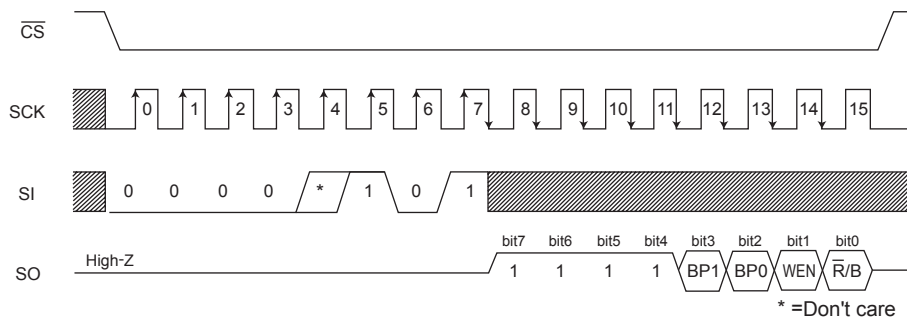 CS
SCK 0 1 2 3 4 5 6 7 8 9 10 11 12 13 14 15
SI 0 0 0 0 * 1 0 1
bit7 bit6 bit5 bit4 bit3 bit2 bit1 bit0
SO High-Z 1 1 1 1 BP1 BP0 WEN R̅/B
* =Don't care